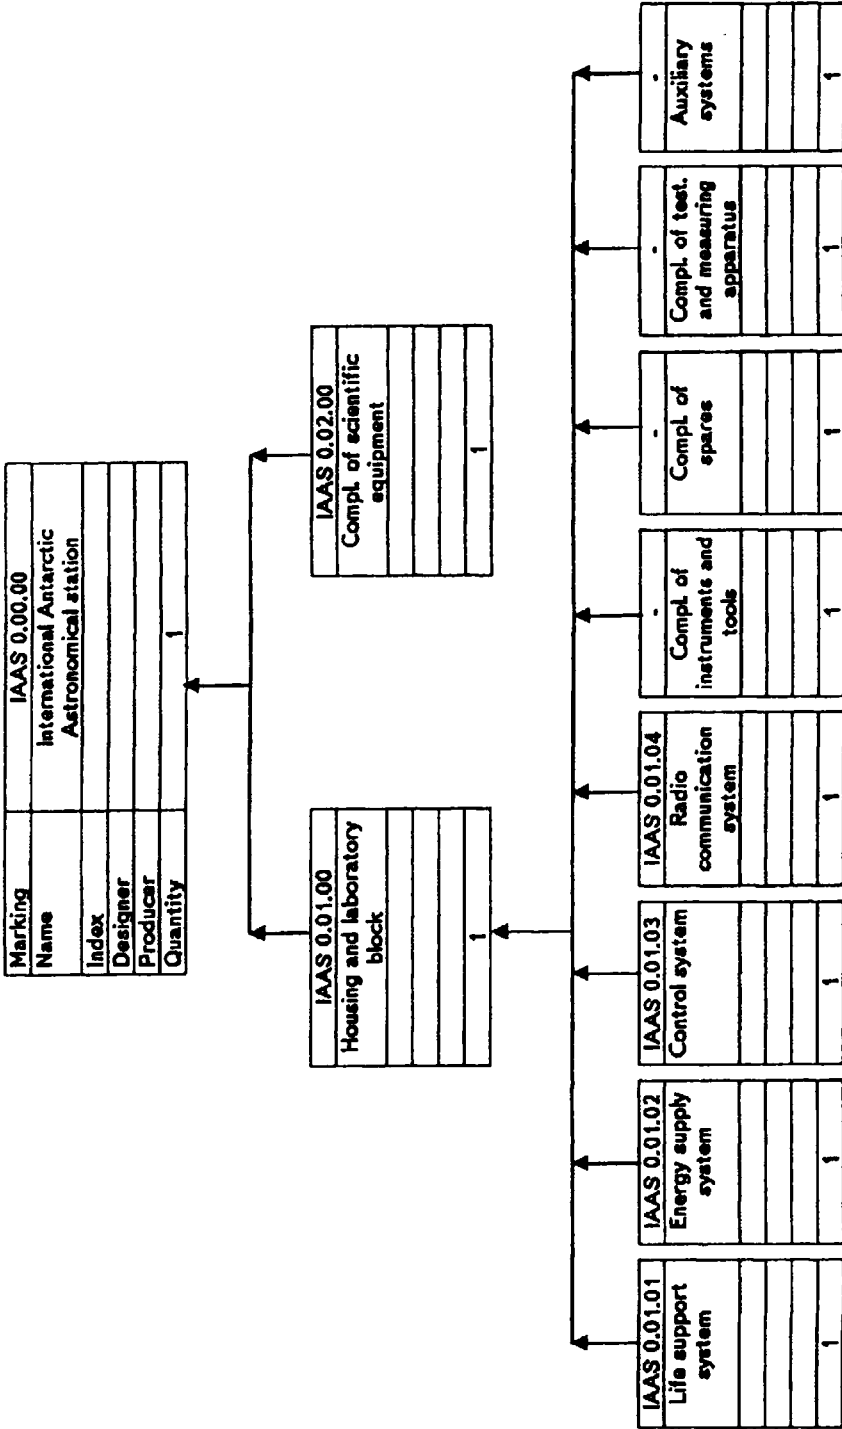 Marking IAAS 0.00.00
Name International Antarctic
Astronomical station
Index
Designer
Producer
Quantity 1
IAAS 0.01.00
Housing and laboratory
block
1
IAAS 0.02.00
Compl. of scientific
equipment
1
IAAS 0.01.01
Life support
system
1
IAAS 0.01.02
Energy supply
system
1
IAAS 0.01.03
Control system
1
IAAS 0.01.04
Radio
communication
system
1
-
Compl. of
instruments and
tools
1
-
Compl. of
spares
1
-
Compl. of test.
and measuring
apparatus
1
-
Auxiliary
systems
1